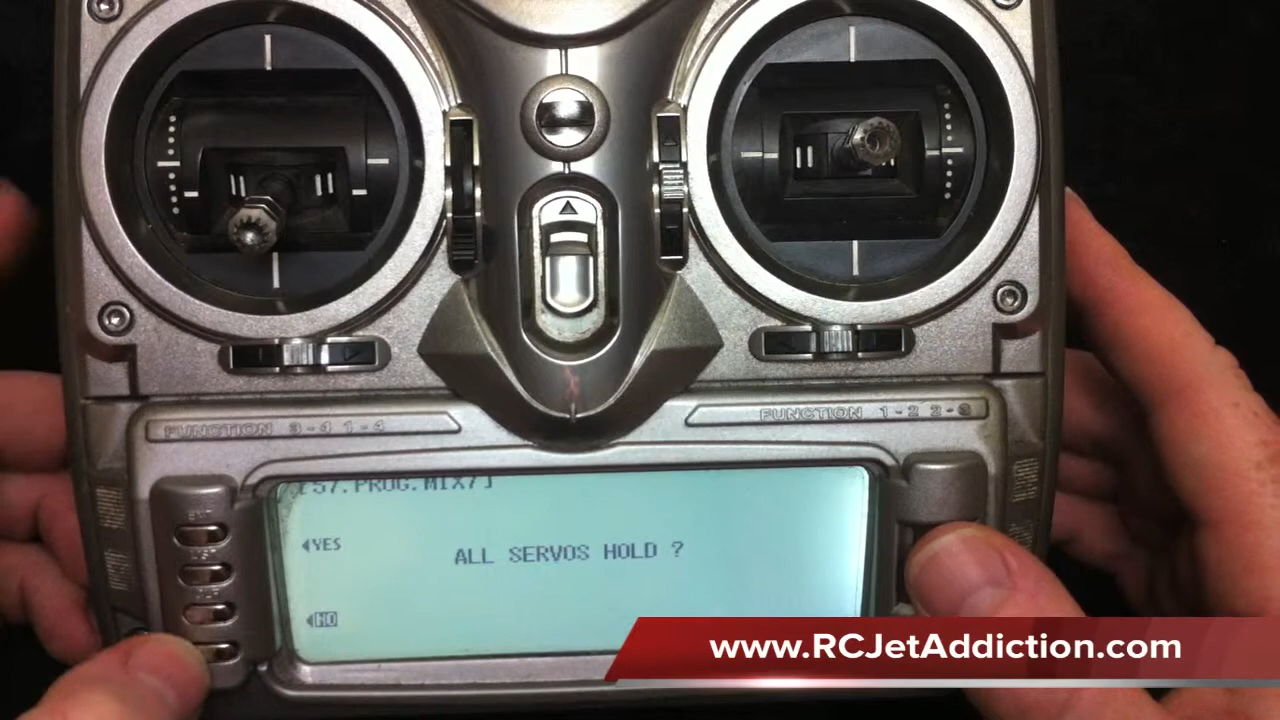 FUNCTION 3-4 1-4
FUNCTION 1-2 2-3
[57.PROG.MIX7]
YES
ALL SERVOS HOLD ?
NO
www.RCJetAddiction.com